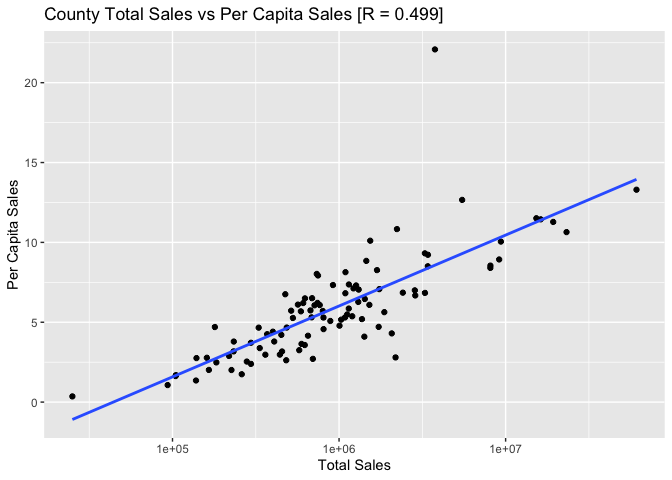 County Total Sales vs Per Capita Sales [R = 0.499]
Per Capita Sales
20
15
10
5
0
1e+05 1e+06 1e+07
Total Sales